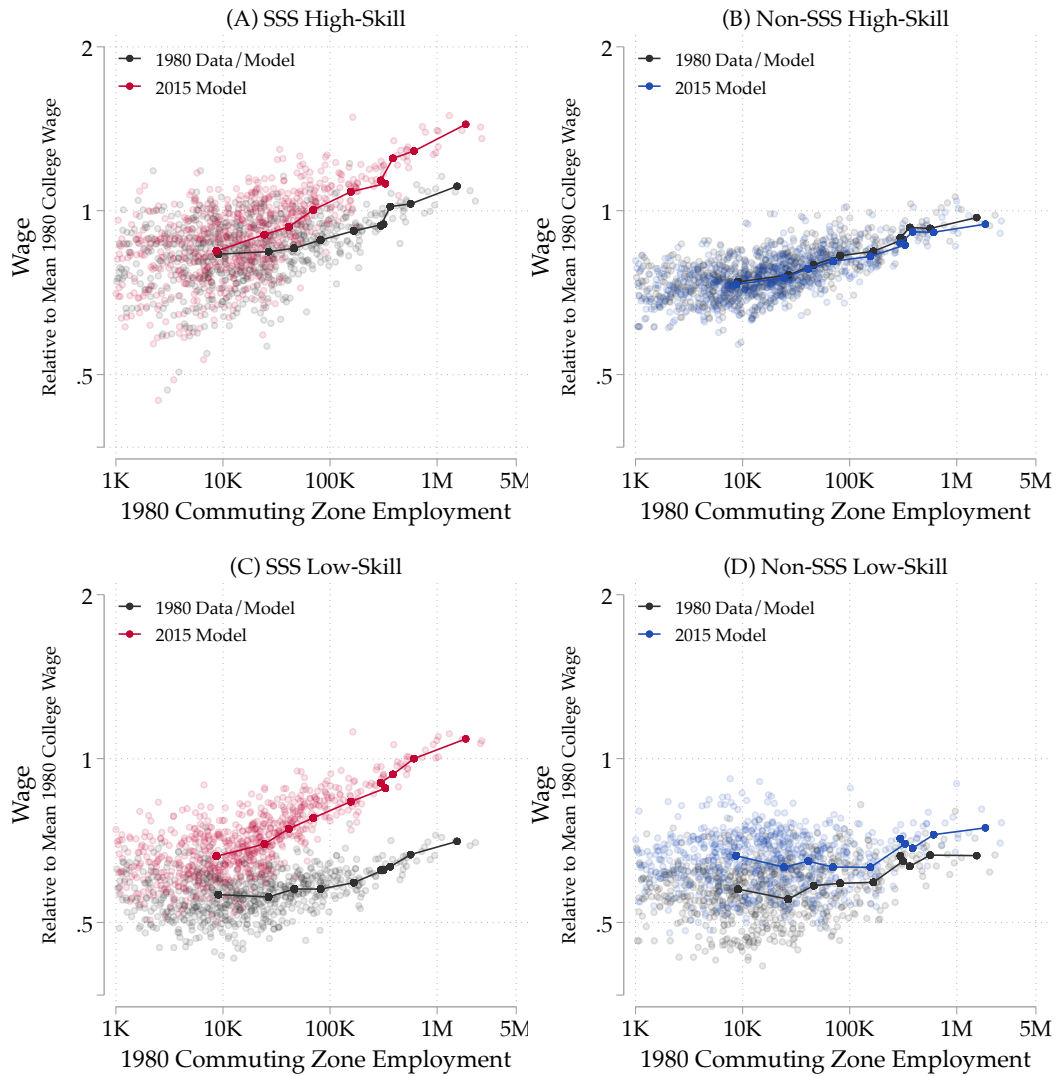 (A) SSS High-Skill
2
1
.5
Wage
Relative to Mean 1980 College Wage
1980 Data/Model
2015 Model
1K
10K
100K
1M
5M
1980 Commuting Zone Employment
(B) Non-SSS High-Skill
2
1
.5
Wage
Relative to Mean 1980 College Wage
1980 Data/Model
2015 Model
1K
10K
100K
1M
5M
1980 Commuting Zone Employment
(C) SSS Low-Skill
2
1
.5
Wage
Relative to Mean 1980 College Wage
1980 Data/Model
2015 Model
1K
10K
100K
1M
5M
1980 Commuting Zone Employment
(D) Non-SSS Low-Skill
2
1
.5
Wage
Relative to Mean 1980 College Wage
1980 Data/Model
2015 Model
1K
10K
100K
1M
5M
1980 Commuting Zone Employment